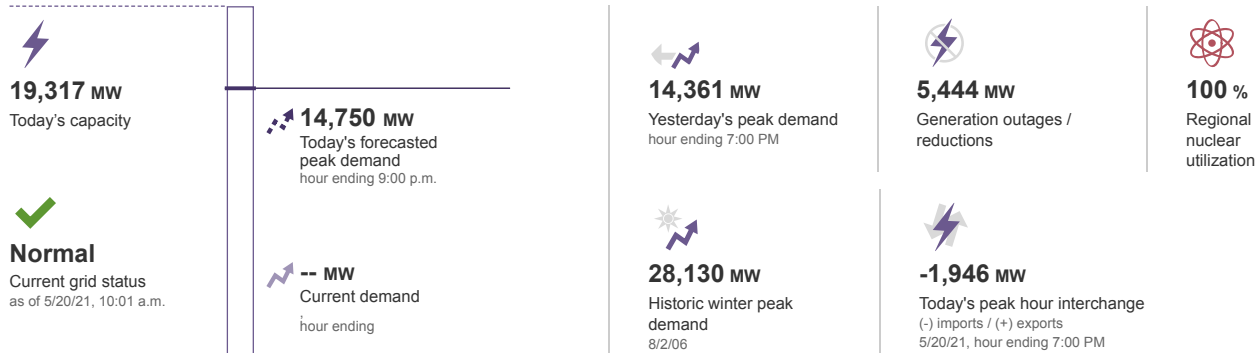 19,317 MW
Today's capacity
Normal
Current grid status
as of 5/20/21, 10:01 a.m.
14,750 MW
Today's forecasted
peak demand
hour ending 9:00 p.m.
-- MW
Current demand
,
hour ending
14,361 MW
Yesterday's peak demand
hour ending 7:00 PM
5,444 MW
Generation outages /
reductions
100 %
Regional
nuclear
utilization
28,130 MW
Historic winter peak
demand
8/2/06
-1,946 MW
Today's peak hour interchange
(-) imports / (+) exports
5/20/21, hour ending 7:00 PM